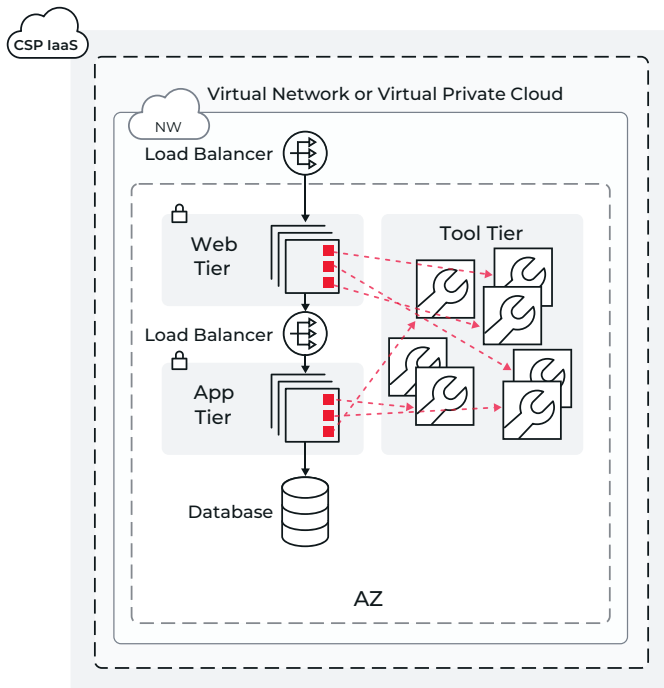 CSP IaaS
Virtual Network or Virtual Private Cloud
NW
Load Balancer
Web
Tier
Tool Tier
Load Balancer
App
Tier
Database
AZ